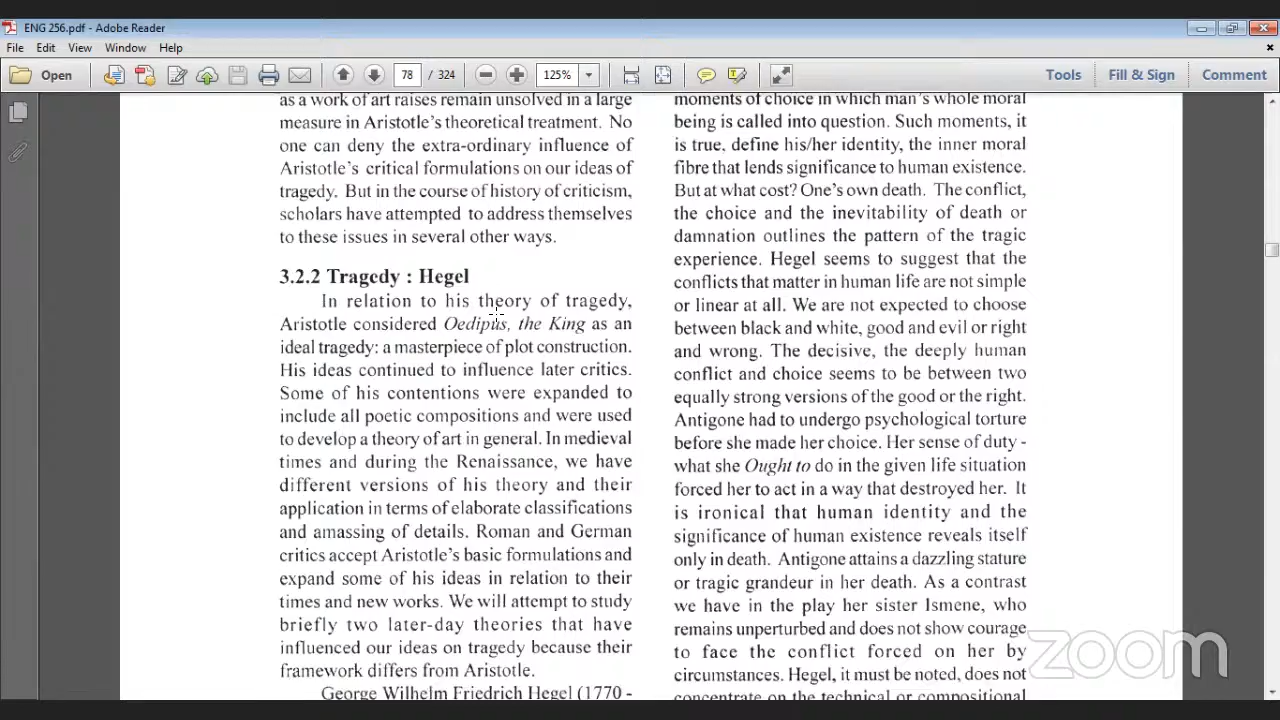 ENG 256.pdf - Adobe Reader
File Edit View Window Help
Open 78 / 324 125% Tools Fill & Sign Comment
as a work of art raises remain unsolved in a large
measure in Aristotle's theoretical treatment. No
one can deny the extra-ordinary influence of
Aristotle's critical formulations on our ideas of
tragedy. But in the course of history of criticism,
scholars have attempted to address themselves
to these issues in several other ways.
3.2.2 Tragedy : Hegel
In relation to his theory of tragedy,
Aristotle considered Oedipus, the King as an
ideal tragedy: a masterpiece of plot construction.
His ideas continued to influence later critics.
Some of his contentions were expanded to
include all poetic compositions and were used
to develop a theory of art in general. In medieval
times and during the Renaissance, we have
different versions of his theory and their
application in terms of elaborate classifications
and amassing of details. Roman and German
critics accept Aristotle's basic formulations and
expand some of his ideas in relation to their
times and new works. We will attempt to study
briefly two later-day theories that have
influenced our ideas on tragedy because their
framework differs from Aristotle.
George Wilhelm Friedrich Hegel (1770 -
moments of choice in which man's whole moral
being is called into question. Such moments, it
is true, define his/her identity, the inner moral
fibre that lends significance to human existence.
But at what cost? One's own death. The conflict,
the choice and the inevitability of death or
damnation outlines the pattern of the tragic
experience. Hegel seems to suggest that the
conflicts that matter in human life are not simple
or linear at all. We are not expected to choose
between black and white, good and evil or right
and wrong. The decisive, the deeply human
conflict and choice seems to be between two
equally strong versions of the good or the right.
Antigone had to undergo psychological torture
before she made her choice. Her sense of duty -
what she Ought to do in the given life situation
forced her to act in a way that destroyed her. It
is ironical that human identity and the
significance of human existence reveals itself
only in death. Antigone attains a dazzling stature
or tragic grandeur in her death. As a contrast
we have in the play her sister Ismene, who
remains unperturbed and does not show courage
to face the conflict forced on her by
circumstances. Hegel, it must be noted, does not
concentrate on the technical or compositional
zoom